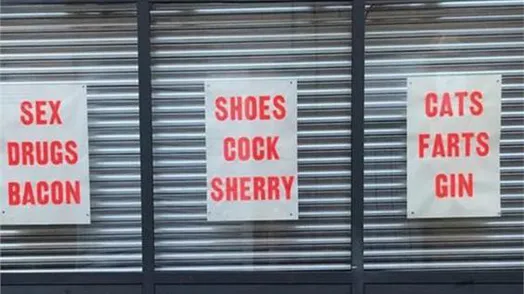 SEX
DRUGS
BACON
SHOES
COCK
SHERRY
CATS
FARTS
GIN